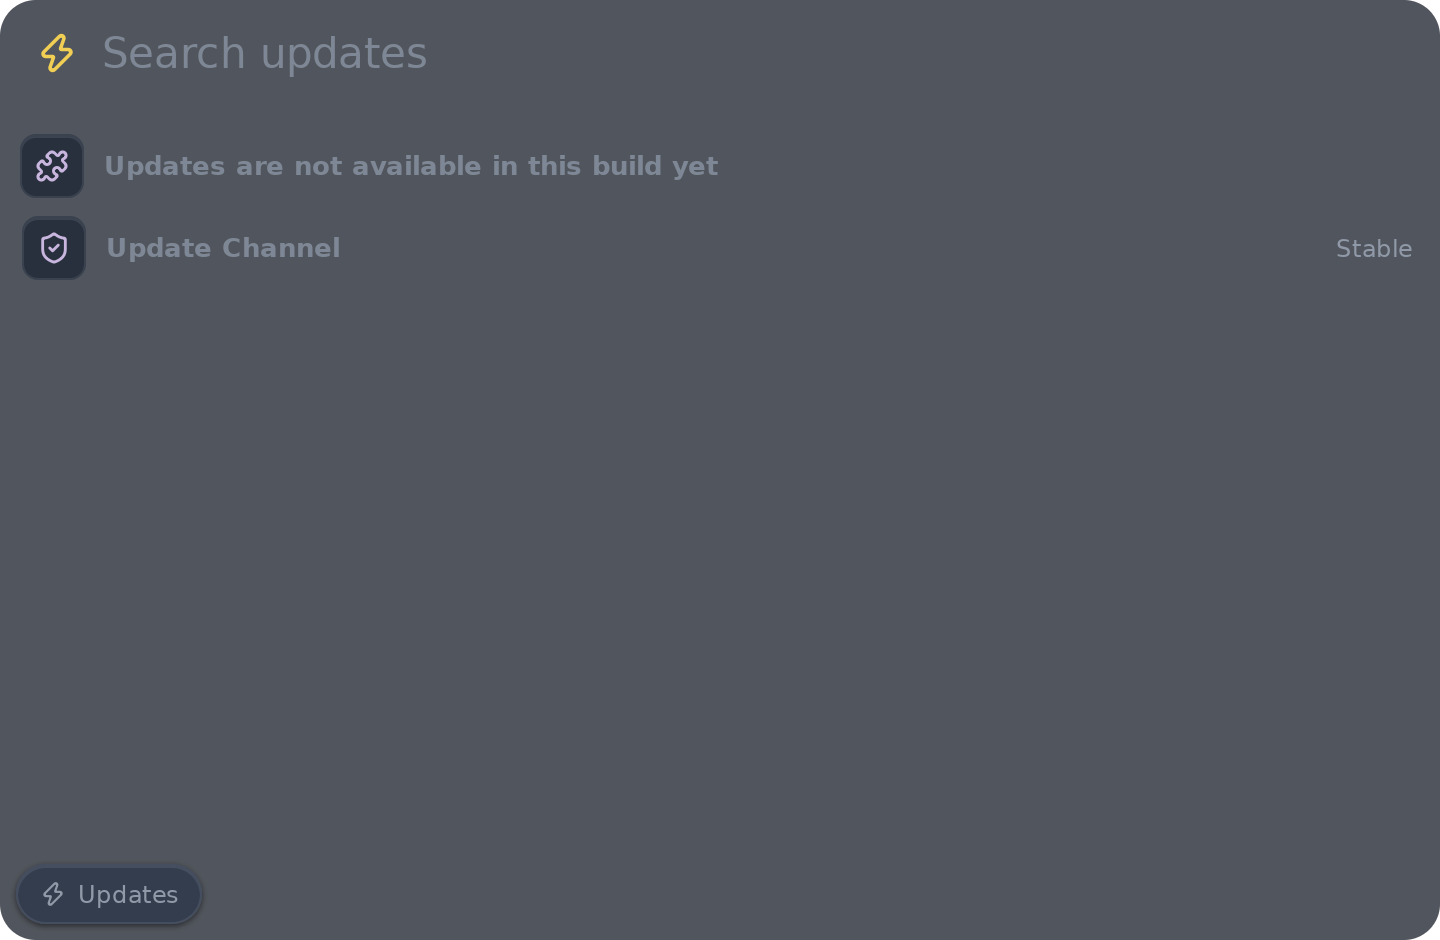 Search updates
Updates are not available in this build yet
Update Channel
Stable
Updates